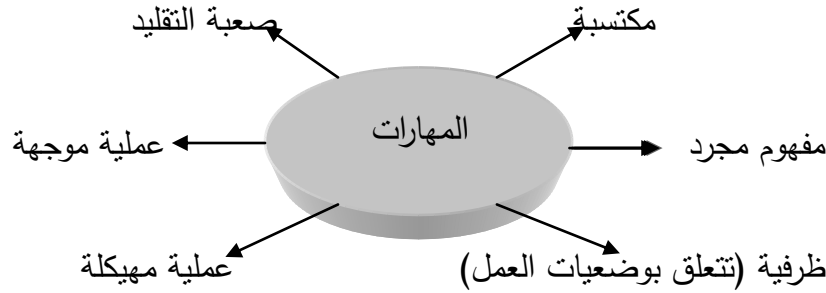 مكتسبة
صعبة التقليد
المهارات
مفهوم مجرد
عملية موجهة
ظرفية (تتعلق بوضعيات العمل)
عملية مهيكلة